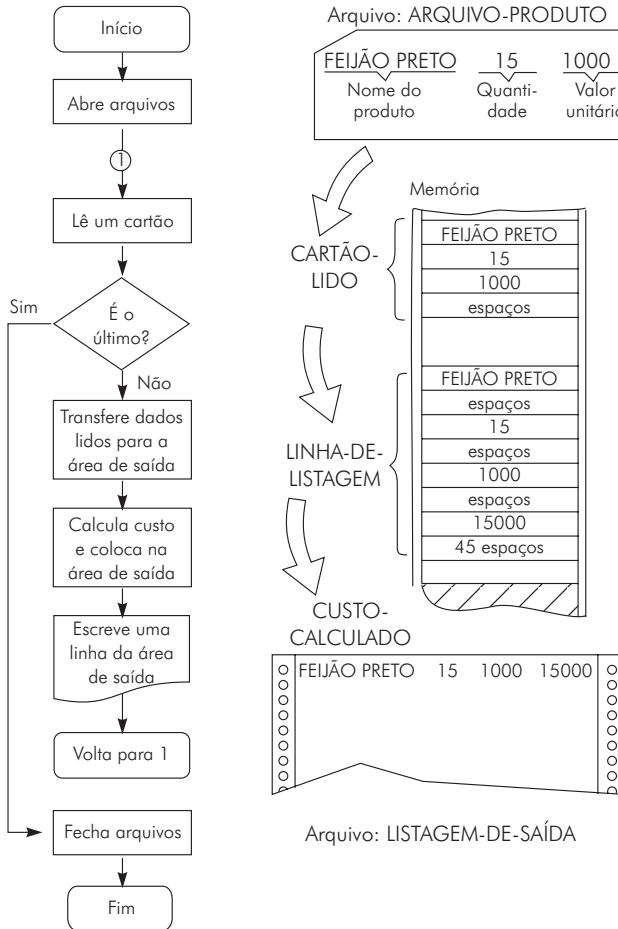 Início
Abre arquivos
1
Lê um cartão
Sim
É o
último?
Não
Transfere dados
lidos para a
área de saída
Calcula custo
e coloca na
área de saída
Escreve uma
linha da área
de saída
Volta para 1
Fecha arquivos
Fim
Arquivo: ARQUIVO-PRODUTO
FEIJÃO PRETO 15 1000
Nome do Quanti- Valor
produto dade unitári
Memória
CARTÃO-
LIDO
FEIJÃO PRETO
15
1000
espaços
LINHA-DE-
LISTAGEM
FEIJÃO PRETO
espaços
15
espaços
1000
espaços
15000
45 espaços
CUSTO-
CALCULADO
FEIJÃO PRETO 15 1000 15000
Arquivo: LISTAGEM-DE-SAÍDA